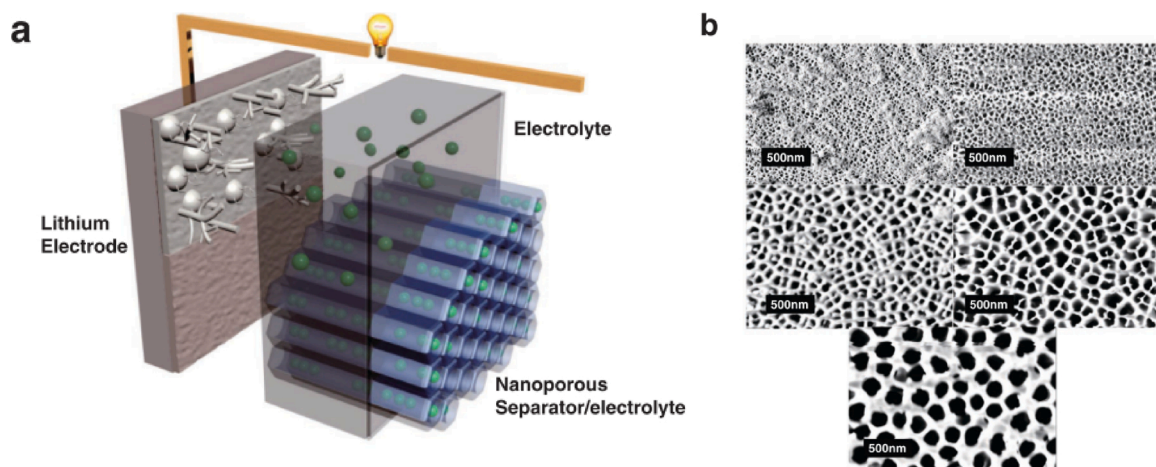 a
Electrolyte
Lithium
Electrode
Nanoporous
Separator/electrolyte
b
500nm
500nm
500nm
500nm
500nm